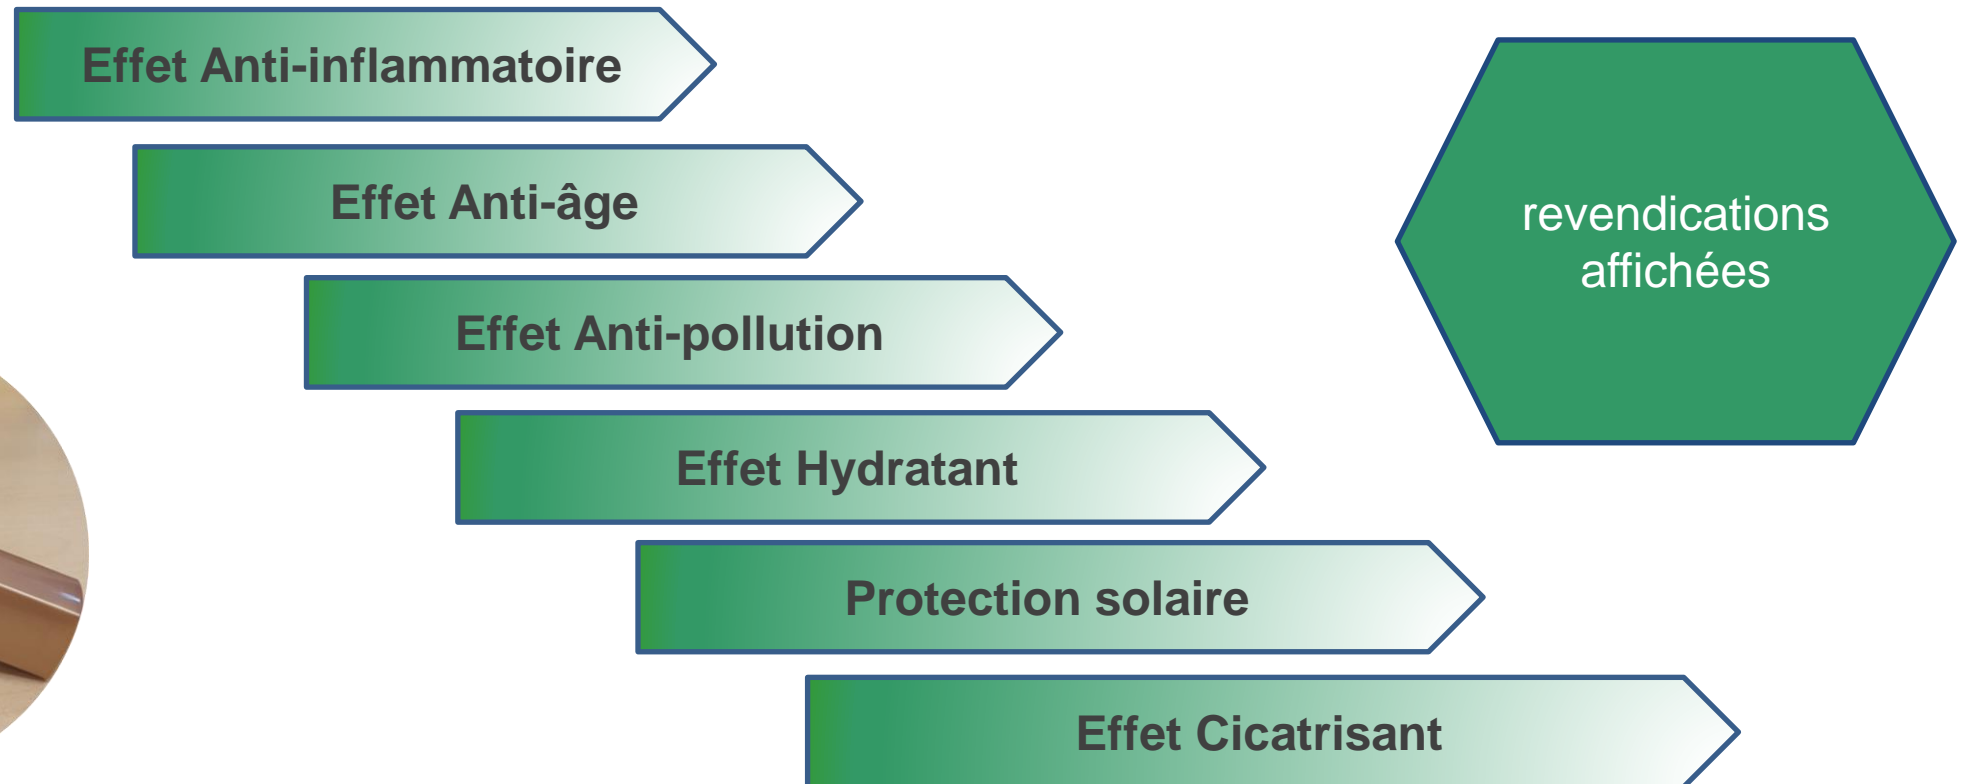 Effet Anti-inflammatoire
Effet Anti-âge
Effet Anti-pollution
Effet Hydratant
Protection solaire
Effet Cicatrisant
revendications
affichées